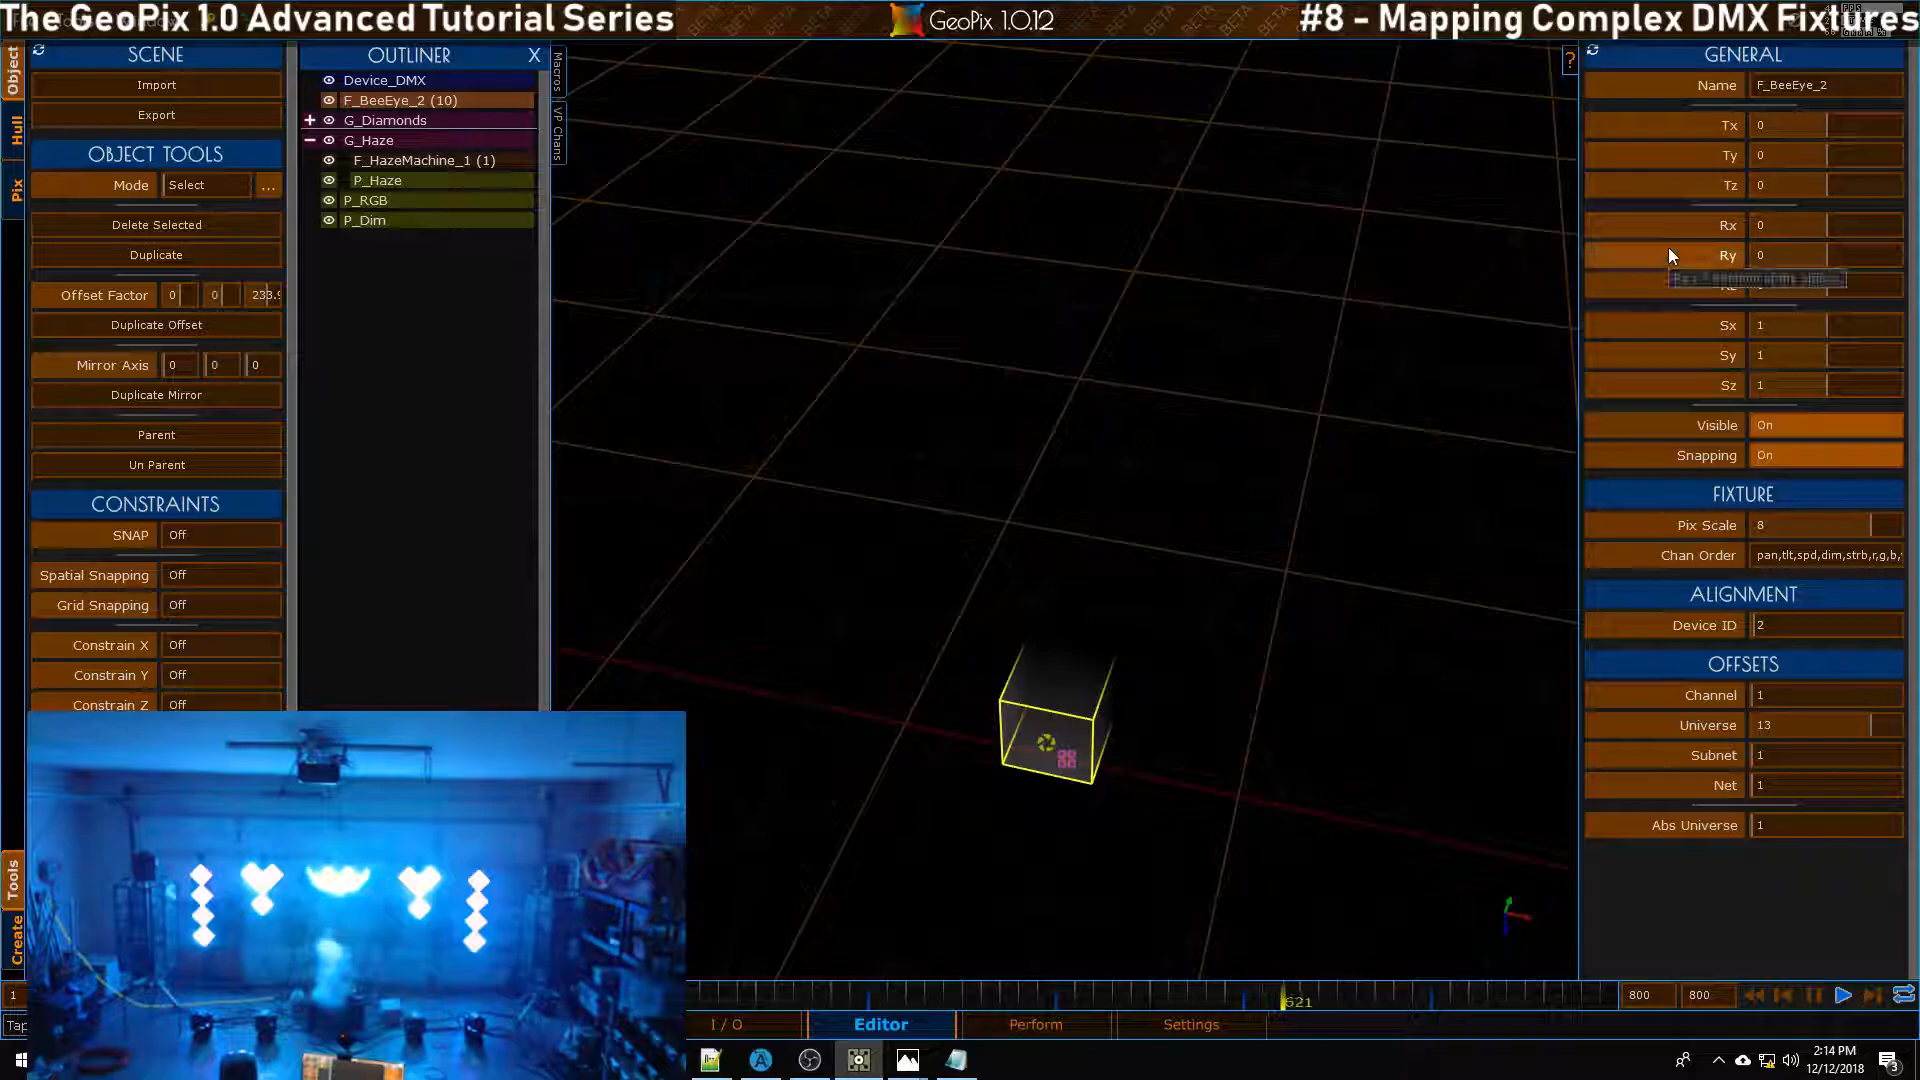 The GeoPix 1.0 Advanced Tutorial Series
GeoPix 1.0.12
#8 - Mapping Complex DMX Fixtures
Object
Hull
Pix
Tools
Create
SCENE
Import
Export
OBJECT TOOLS
Mode Select ...
Delete Selected
Duplicate
Offset Factor 0 0 233.9
Duplicate Offset
Mirror Axis 0 0 0
Duplicate Mirror
Parent
Un Parent
CONSTRAINTS
SNAP Off
Spatial Snapping Off
Grid Snapping Off
Constrain X Off
Constrain Y Off
Constrain Z Off
OUTLINER X
Device_DMX
F_BeeEye_2 (10)
+ G_Diamonds
- G_Haze
F_HazeMachine_1 (1)
P_Haze
P_RGB
P_Dim
Macros
VP Chans
?
GENERAL
Name F_BeeEye_2
Tx 0
Ty 0
Tz 0
Rx 0
Ry 0
Sx 1
Sy 1
Sz 1
Visible On
Snapping On
FIXTURE
Pix Scale 8
Chan Order pan,tlt,spd,dim,strb,r,g,b,
ALIGNMENT
Device ID 2
OFFSETS
Channel 1
Universe 13
Subnet 1
Net 1
Abs Universe 1
1
621
800 800
Tap
I / O
Editor
Perform
Settings
2:14 PM
12/12/2018
3